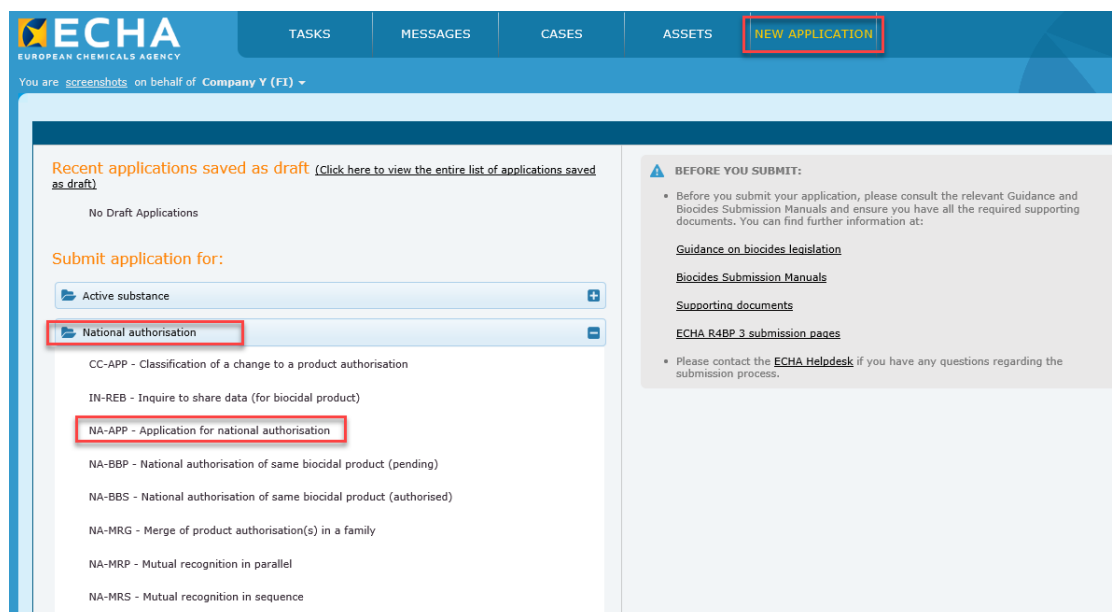 ECHA
EUROPEAN CHEMICALS AGENCY
TASKS
MESSAGES
CASES
ASSETS
NEW APPLICATION
You are screenshots on behalf of Company Y (FI)
Recent applications saved as draft (Click here to view the entire list of applications saved
as draft)
No Draft Applications
Submit application for:
Active substance
National authorisation
CC-APP - Classification of a change to a product authorisation
IN-REB - Inquire to share data (for biocidal product)
NA-APP - Application for national authorisation
NA-BBP - National authorisation of same biocidal product (pending)
NA-BBS - National authorisation of same biocidal product (authorised)
NA-MRG - Merge of product authorisation(s) in a family
NA-MRP - Mutual recognition in parallel
NA-MRS - Mutual recognition in sequence
BEFORE YOU SUBMIT:
• Before you submit your application, please consult the relevant Guidance and
Biocides Submission Manuals and ensure you have all the required supporting
documents. You can find further information at:
Guidance on biocides legislation
Biocides Submission Manuals
Supporting documents
ECHA R4BP 3 submission pages
• Please contact the ECHA Helpdesk if you have any questions regarding the
submission process.